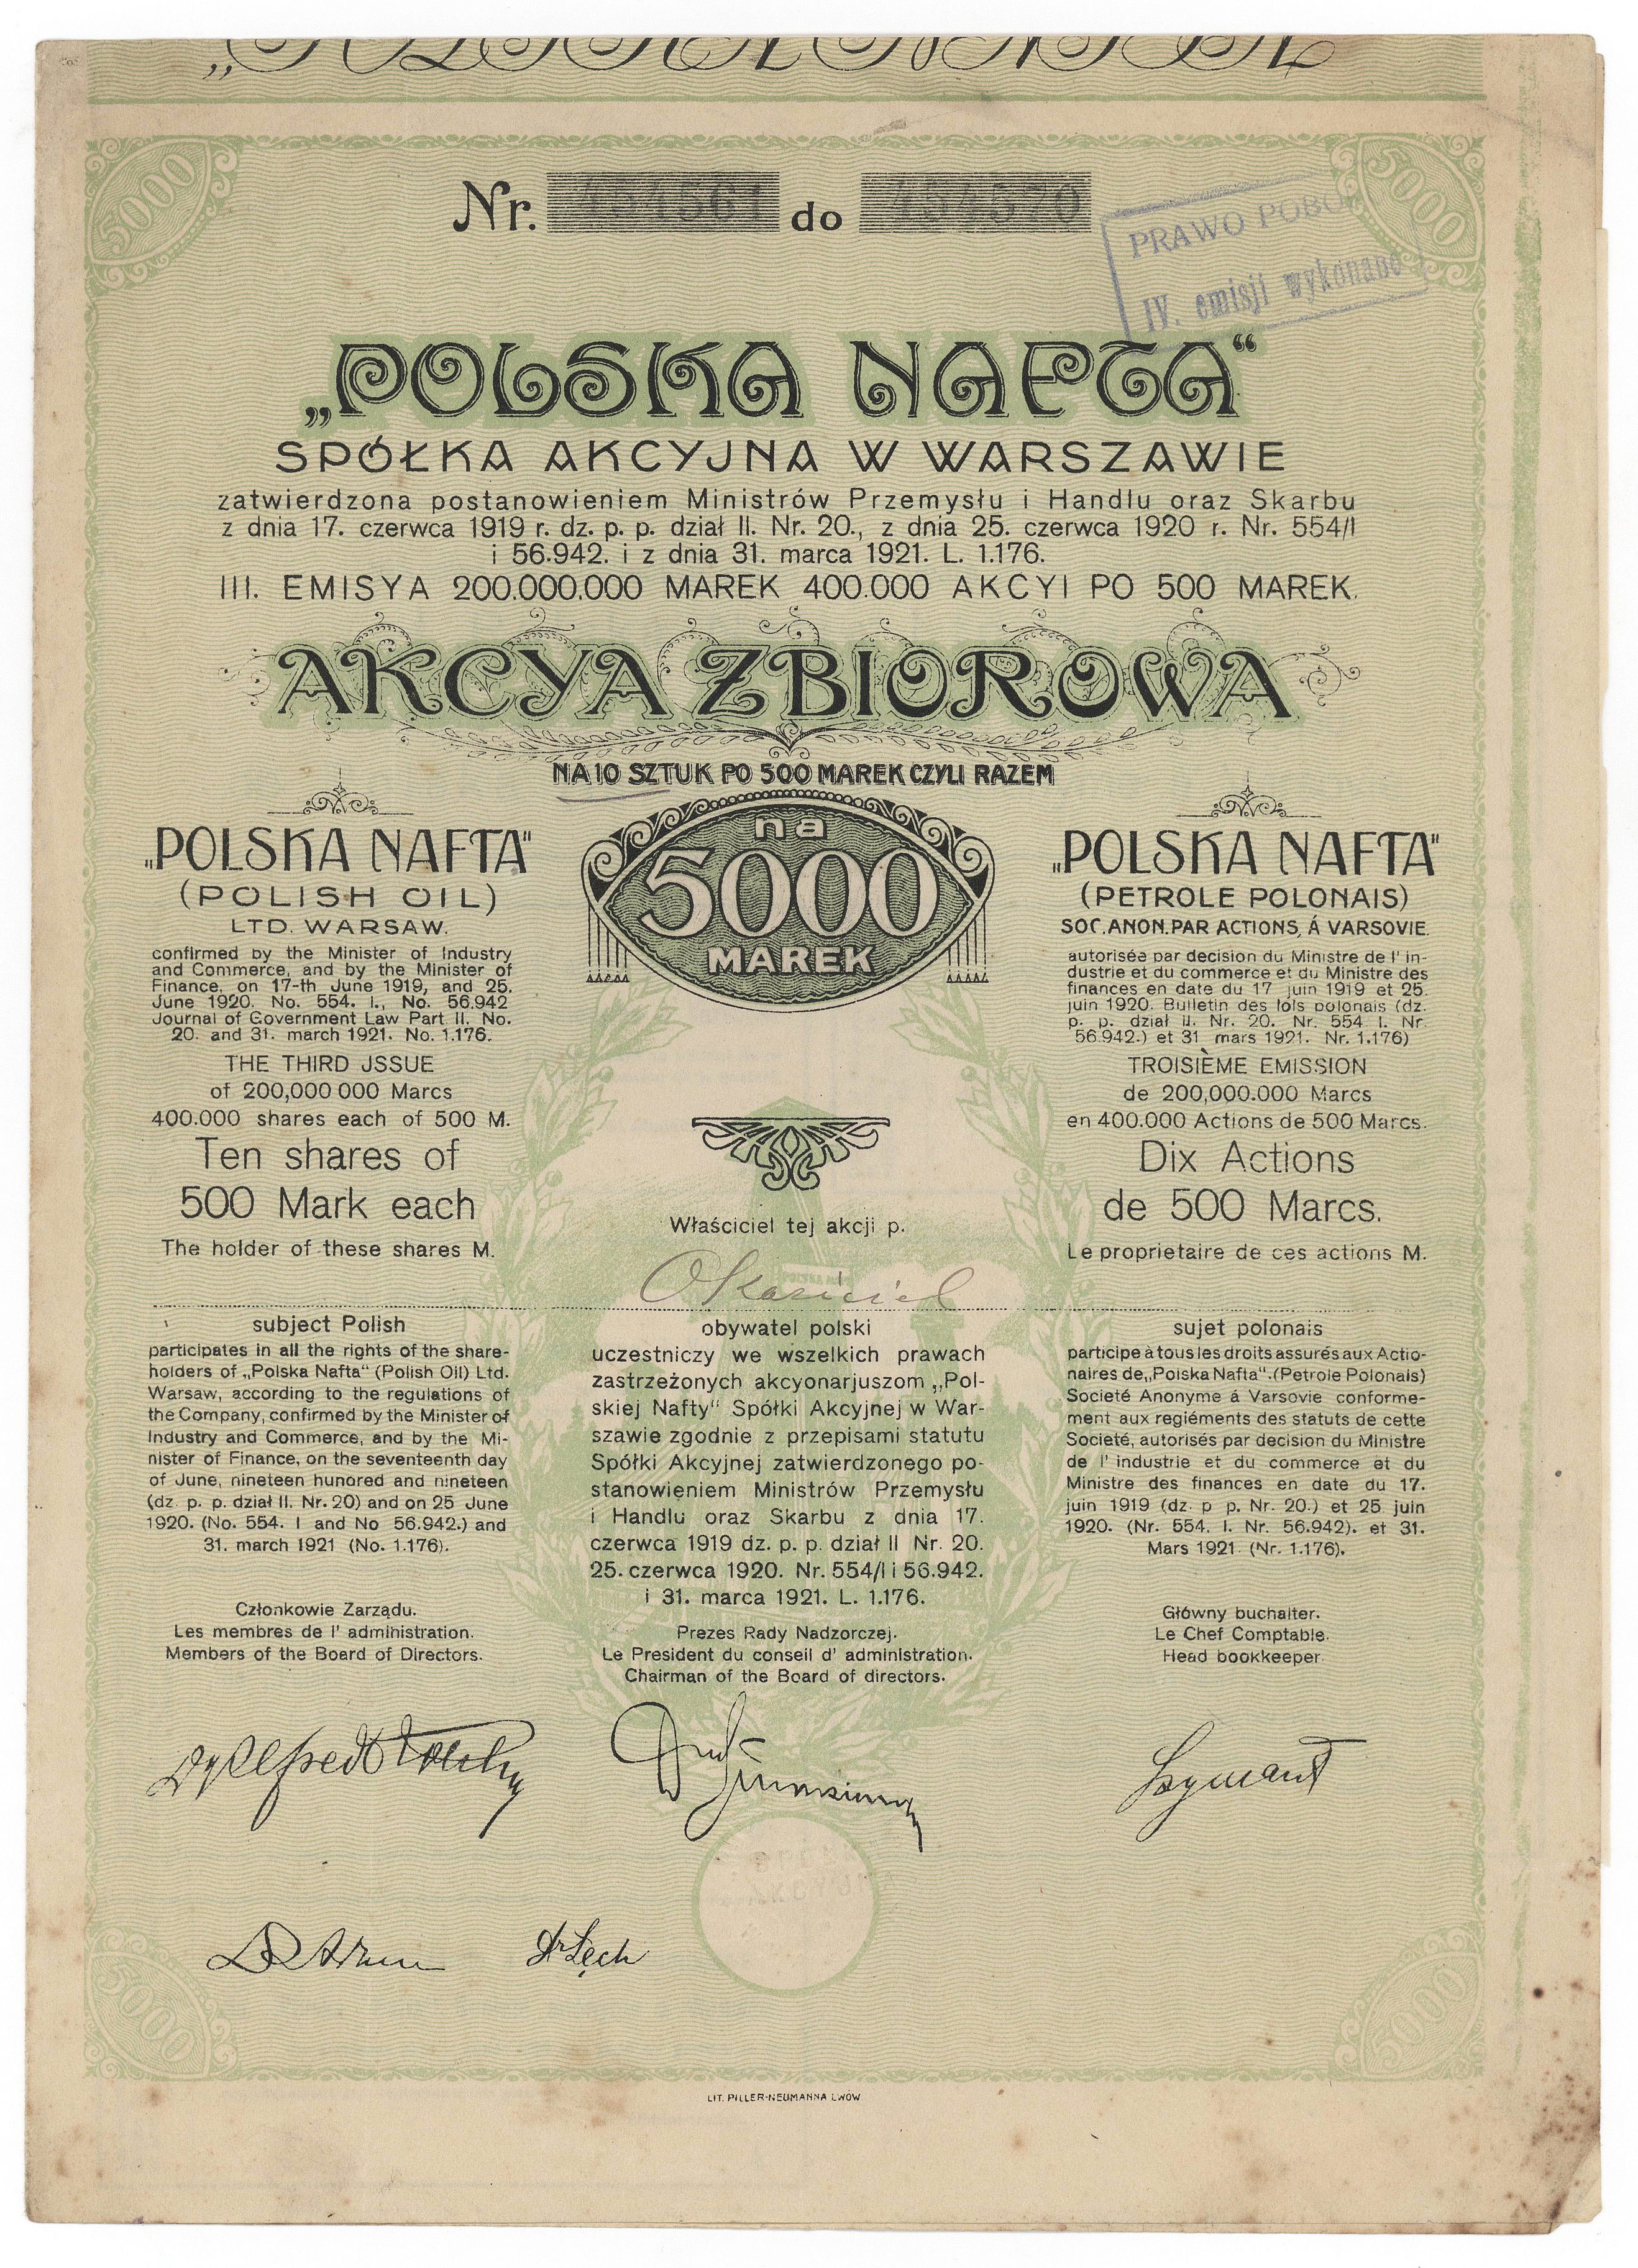 5000
5000
Nr. 454561 do 454570
PRAWO POBO
IV. emisji wykonano
„POLSKA NAFTA“
SPÓŁKA AKCYJNA W WARSZAWIE
zatwierdzona postanowieniem Ministrów Przemysłu i Handlu oraz Skarbu
z dnia 17. czerwca 1919 r. dz. p. p. dział II. Nr. 20., z dnia 25. czerwca 1920 r. Nr. 554/I
i 56.942. i z dnia 31. marca 1921. L. 1.176.
III. EMISYA 200.000.000 MAREK 400.000 AKCYI PO 500 MAREK.
AKCYA ZBIOROWA
NA 10 SZTUK PO 500 MAREK CZYLI RAZEM
na
5000
MAREK
„POLSKA NAFTA“
(POLISH OIL)
LTD. WARSAW.
confirmed by the Minister of Industry
and Commerce, and by the Minister of
Finance, on 17-th June 1919, and 25.
June 1920. No. 554. I., No. 56.942
Journal of Government Law Part II. No.
20. and 31. march 1921. No. 1.176.
THE THIRD JSSUE
of 200,000 000 Marcs
400.000 shares each of 500 M.
Ten shares of
500 Mark each
The holder of these shares M.
subject Polish
participates in all the rights of the share-
holders of „Polska Nafta“ (Polish Oil) Ltd.
Warsaw, according to the regulations of
the Company, confirmed by the Minister of
Industry and Commerce, and by the Mi-
nister of Finance, on the seventeenth day
of June, nineteen hunored and nineteen
(dz. p. p. dział II. Nr. 20) and on 25 June
1920. (No. 554. I and No 56.942.) and
31. march 1921 (No. 1.176).
Właściciel tej akcji p.
Okaziciel
POLSKA NA
obywatel polski
uczestniczy we wszelkich prawach
zastrzeżonych akcyonarjuszom „Pol-
skiej Nafty“ Spółki Akcyjnej w War-
szawie zgodnie z przepisami statutu
Spółki Akcyjnej zatwierdzonego po-
stanowieniem Ministrów Przemysłu
i Handlu oraz Skarbu z dnia 17.
czerwca 1919 dz. p. p. dział II Nr. 20.
25. czerwca 1920. Nr. 554/I i 56.942.
i 31. marca 1921. L. 1.176.
„POLSKA NAFTA“
(PETROLE POLONAIS)
SOC. ANON. PAR ACTIONS, Á VARSOVIE.
autorisée par decision du Ministre de l' in-
dustrie et du commerce et du Ministre des
finances en date du 17 juin 1919 et 25.
juin 1920. Bulletin des lois polonais (dz.
p. p. dział II. Nr. 20. Nr. 554 I. Nr.
56.942.) et 31 mars 1921. Nr. 1.176)
TROISIÈME EMISSION
de 200,000.000 Marcs
en 400.000 Actions de 500 Marcs.
Dix Actions
de 500 Marcs.
Le proprietaire de ces actions M.
sujet polonais
participe à tous les droits assurés aux Actio-
naires de „Polska Nafta“. (Petrole Polonais)
Societé Anonyme á Varsovie conforme-
ment aux regiéments des statuts de cette
Societé, autorisés par decision du Ministre
de l' industrie et du commerce et du
Ministre des finances en date du 17.
juin 1919 (dz. p p. Nr. 20.) et 25 juin
1920. (Nr. 554. I. Nr. 56.942). et 31.
Mars 1921. (Nr. 1.176).
Członkowie Zarządu.
Les membres de l' administration.
Members of the Board of Directors.
Prezes Rady Nadzorczej.
Le President du conseil d' administration.
Chairman of the Board of directors.
Główny buchalter.
Le Chef Comptable.
Head bookkeeper.
Szymant
Dr Lech
5000
5000
LIT. PILLER-NEUMANNA LWÓW